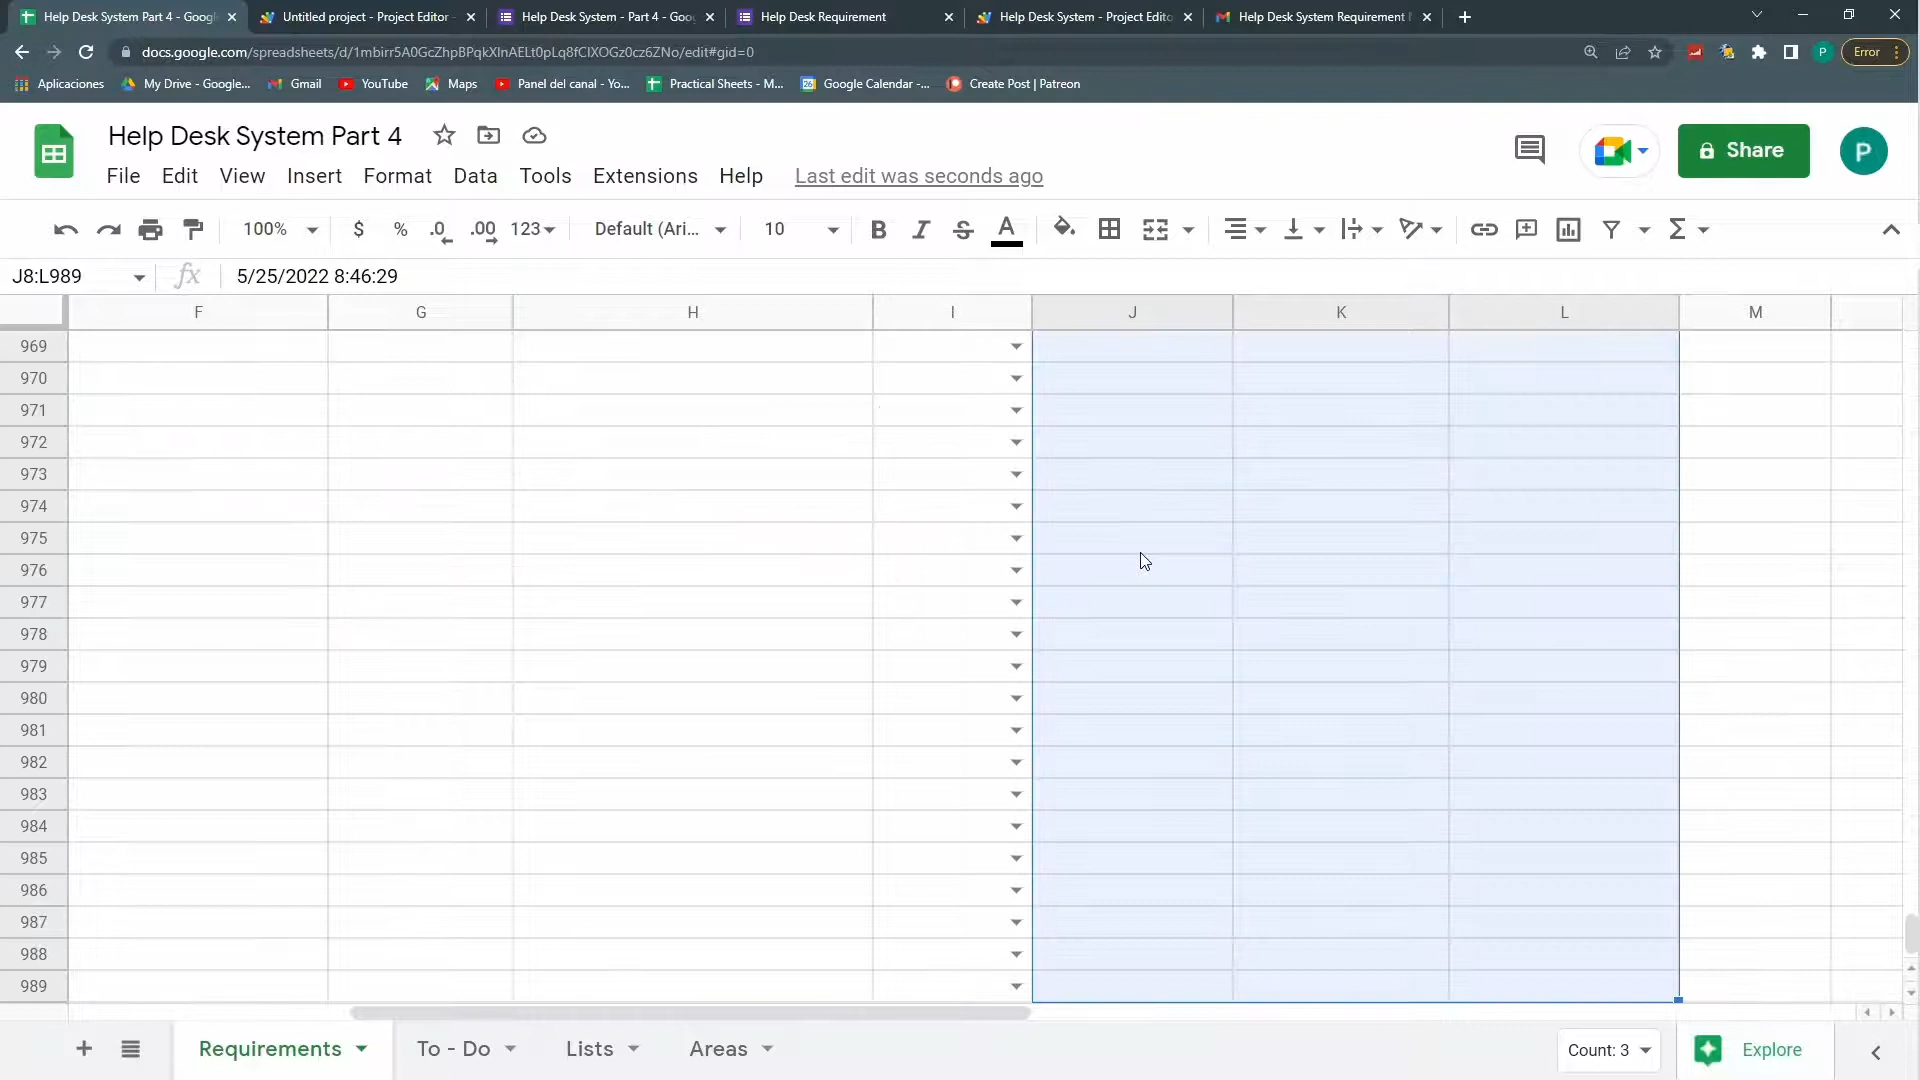 Help Desk System Part 4 - Googl
Untitled project - Project Editor -
Help Desk System - Part 4 - Goog
Help Desk Requirement
Help Desk System - Project Edito
Help Desk System Requirement
docs.google.com/spreadsheets/d/1mbirr5A0GcZhpBPqkXlnAELt0pLq8fClXOGz0cz6ZNo/edit#gid=0
P
Error
Aplicaciones
My Drive - Google...
Gmail
YouTube
Maps
Panel del canal - Yo...
Practical Sheets - M...
Google Calendar -...
Create Post | Patreon
Help Desk System Part 4
Share
P
File Edit View Insert Format Data Tools Extensions Help Last edit was seconds ago
100% $ % .0 .00 123 Default (Ari... 10 B I S A
J8:L989 fx 5/25/2022 8:46:29
F G H I J K L M
969
970
971
972
973
974
975
976
977
978
979
980
981
982
983
984
985
986
987
988
989
Requirements To - Do Lists Areas Count: 3 Explore